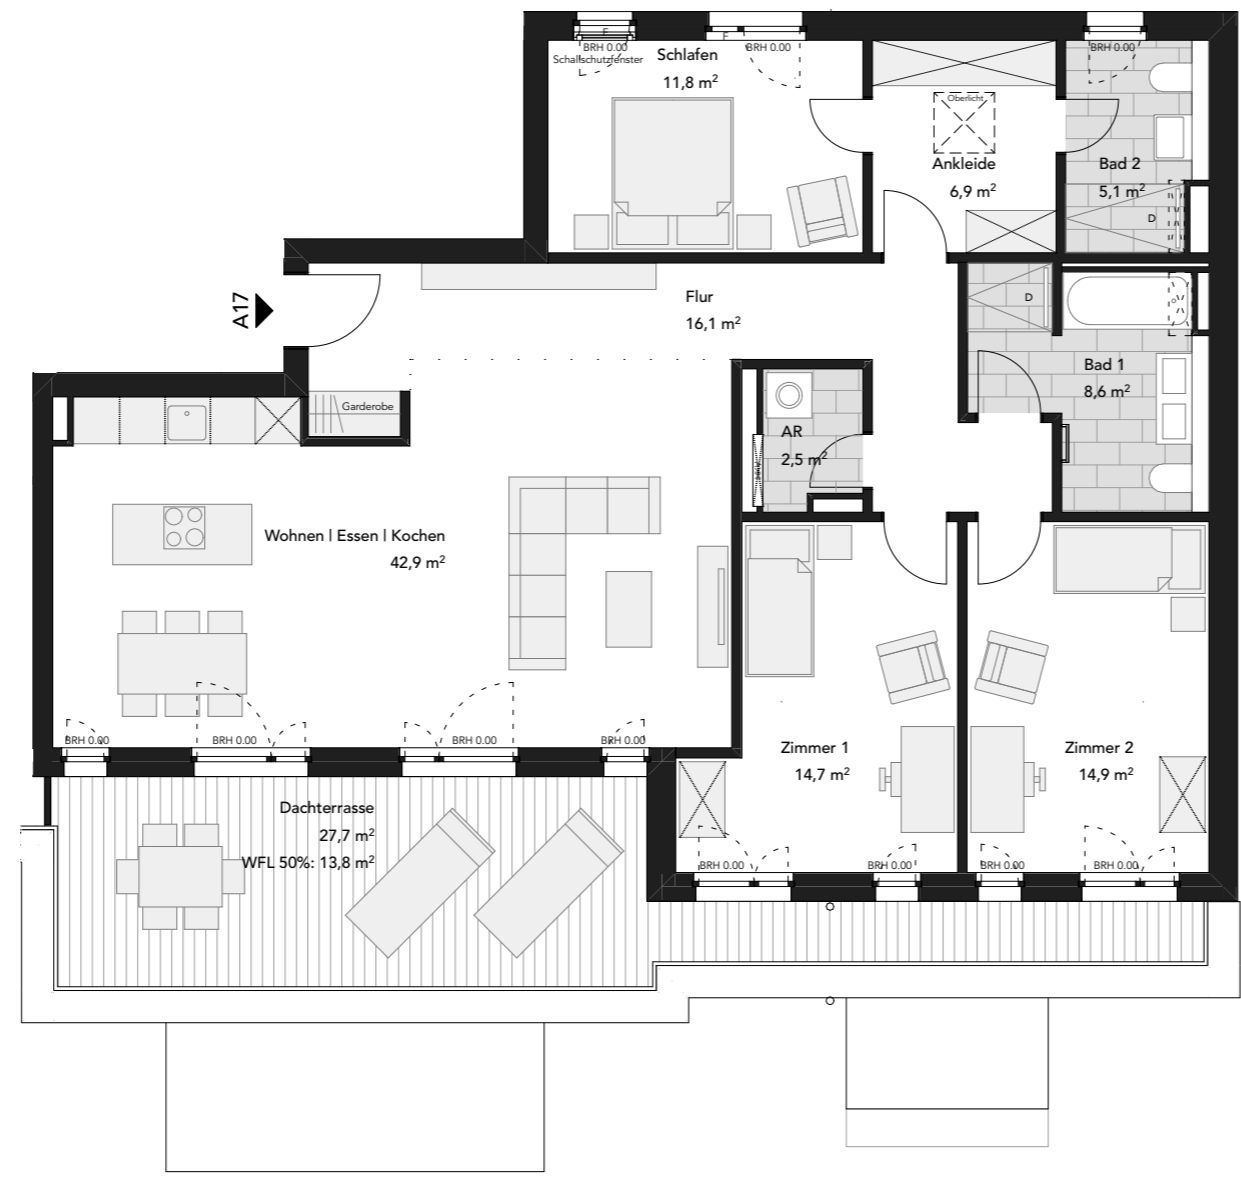 F
F
BRH 0.00
BRH 0.00
BRH 0.00
Schallschutzfenster
Schlafen
11,8 m²
Oberlicht
Ankleide
6,9 m²
Bad 2
5,1 m²
D
A17
Flur
16,1 m²
D
Bad 1
8,6 m²
Garderobe
AR
2,5 m²
Wohnen | Essen | Kochen
42,9 m²
BRH 0.00
BRH 0.00
BRH 0.00
BRH 0.00
Zimmer 1
14,7 m²
Zimmer 2
14,9 m²
Dachterrasse
27,7 m²
WFL 50%: 13,8 m²
BRH 0.00
BRH 0.00
BRH 0.00
BRH 0.00